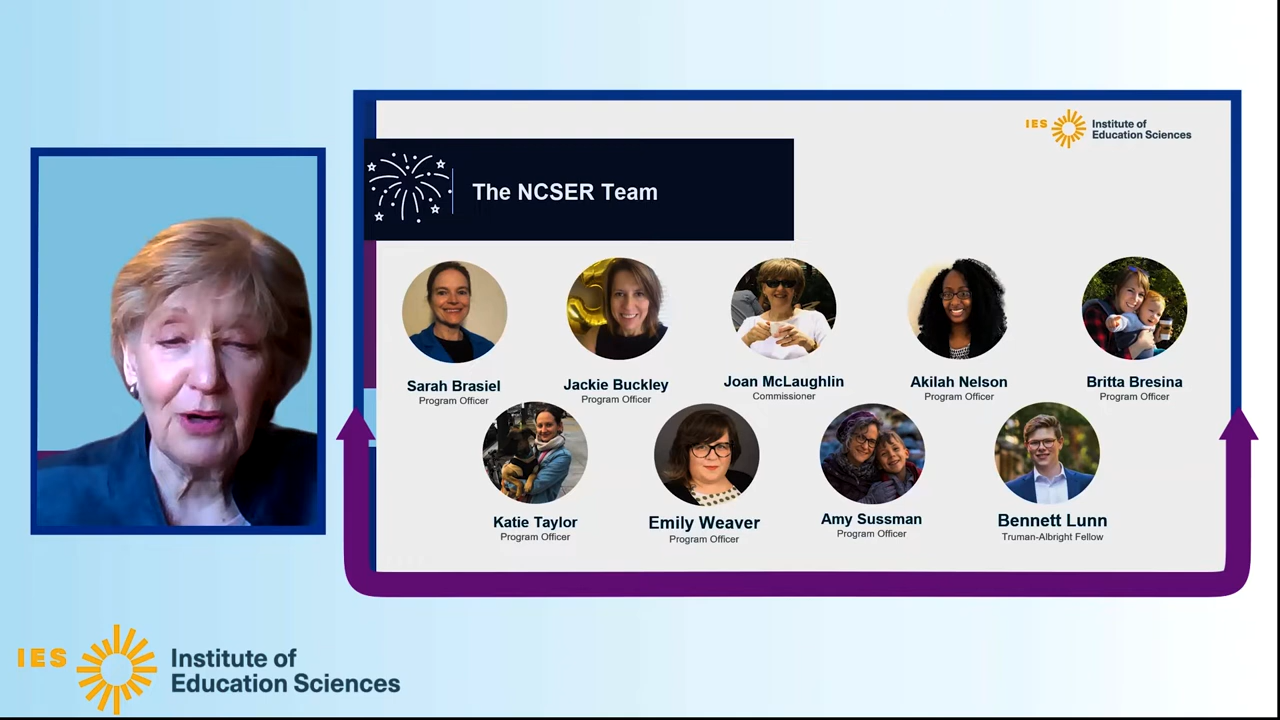 IES
Institute of
Education Sciences
The NCSER Team
Sarah Brasiel
Program Officer
Jackie Buckley
Program Officer
Joan McLaughlin
Commissioner
Akilah Nelson
Program Officer
Britta Bresina
Program Officer
Katie Taylor
Program Officer
Emily Weaver
Program Officer
Amy Sussman
Program Officer
Bennett Lunn
Truman-Albright Fellow
IES
Institute of
Education Sciences